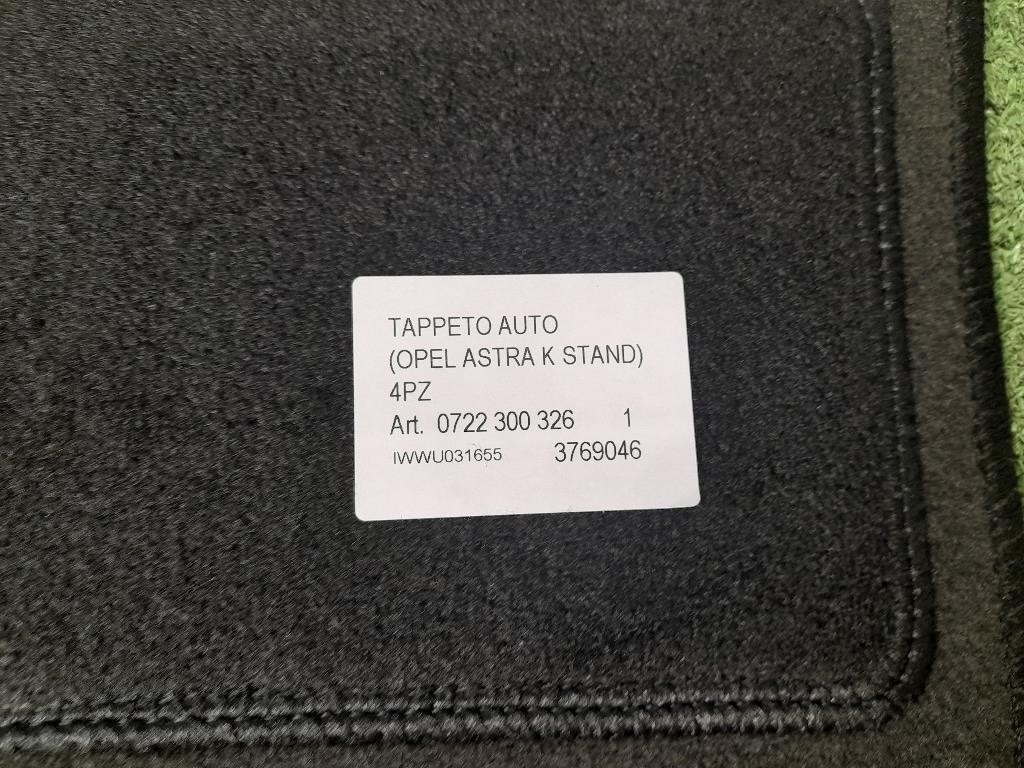 TAPPETO AUTO
(OPEL ASTRA K STAND)
4PZ
Art. 0722 300 326 1
IWWU031655 3769046